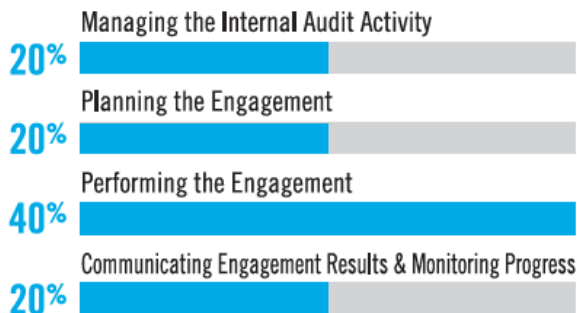 Managing the Internal Audit Activity
20%
Planning the Engagement
20%
Performing the Engagement
40%
Communicating Engagement Results & Monitoring Progress
20%